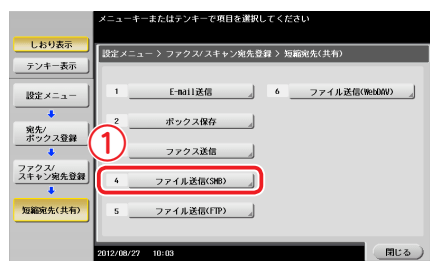 メニューキーまたはテンキーで項目を選択してください
しおり表示
テンキー表示
設定メニュー > ファクス/スキャン宛先登録 > 短縮宛先(共有)
設定メニュー
宛先/
ボックス登録
ファクス/
スキャン宛先登録
短縮宛先(共有)
1 E-mail送信
6 ファイル送信(WebDAV)
2 ボックス保存
①
ファクス送信
4 ファイル送信(SMB)
5 ファイル送信(FTP)
2012/08/27 10:03
閉じる